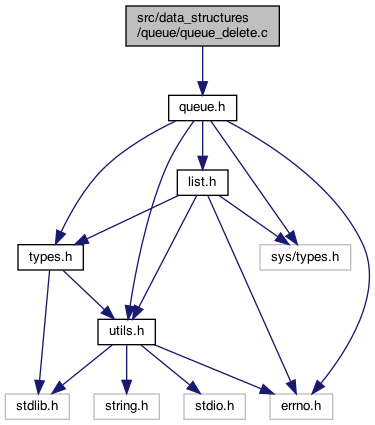 src/data_structures
/queue/queue_delete.c
queue.h
list.h
types.h
sys/types.h
utils.h
stdlib.h
string.h
stdio.h
errno.h